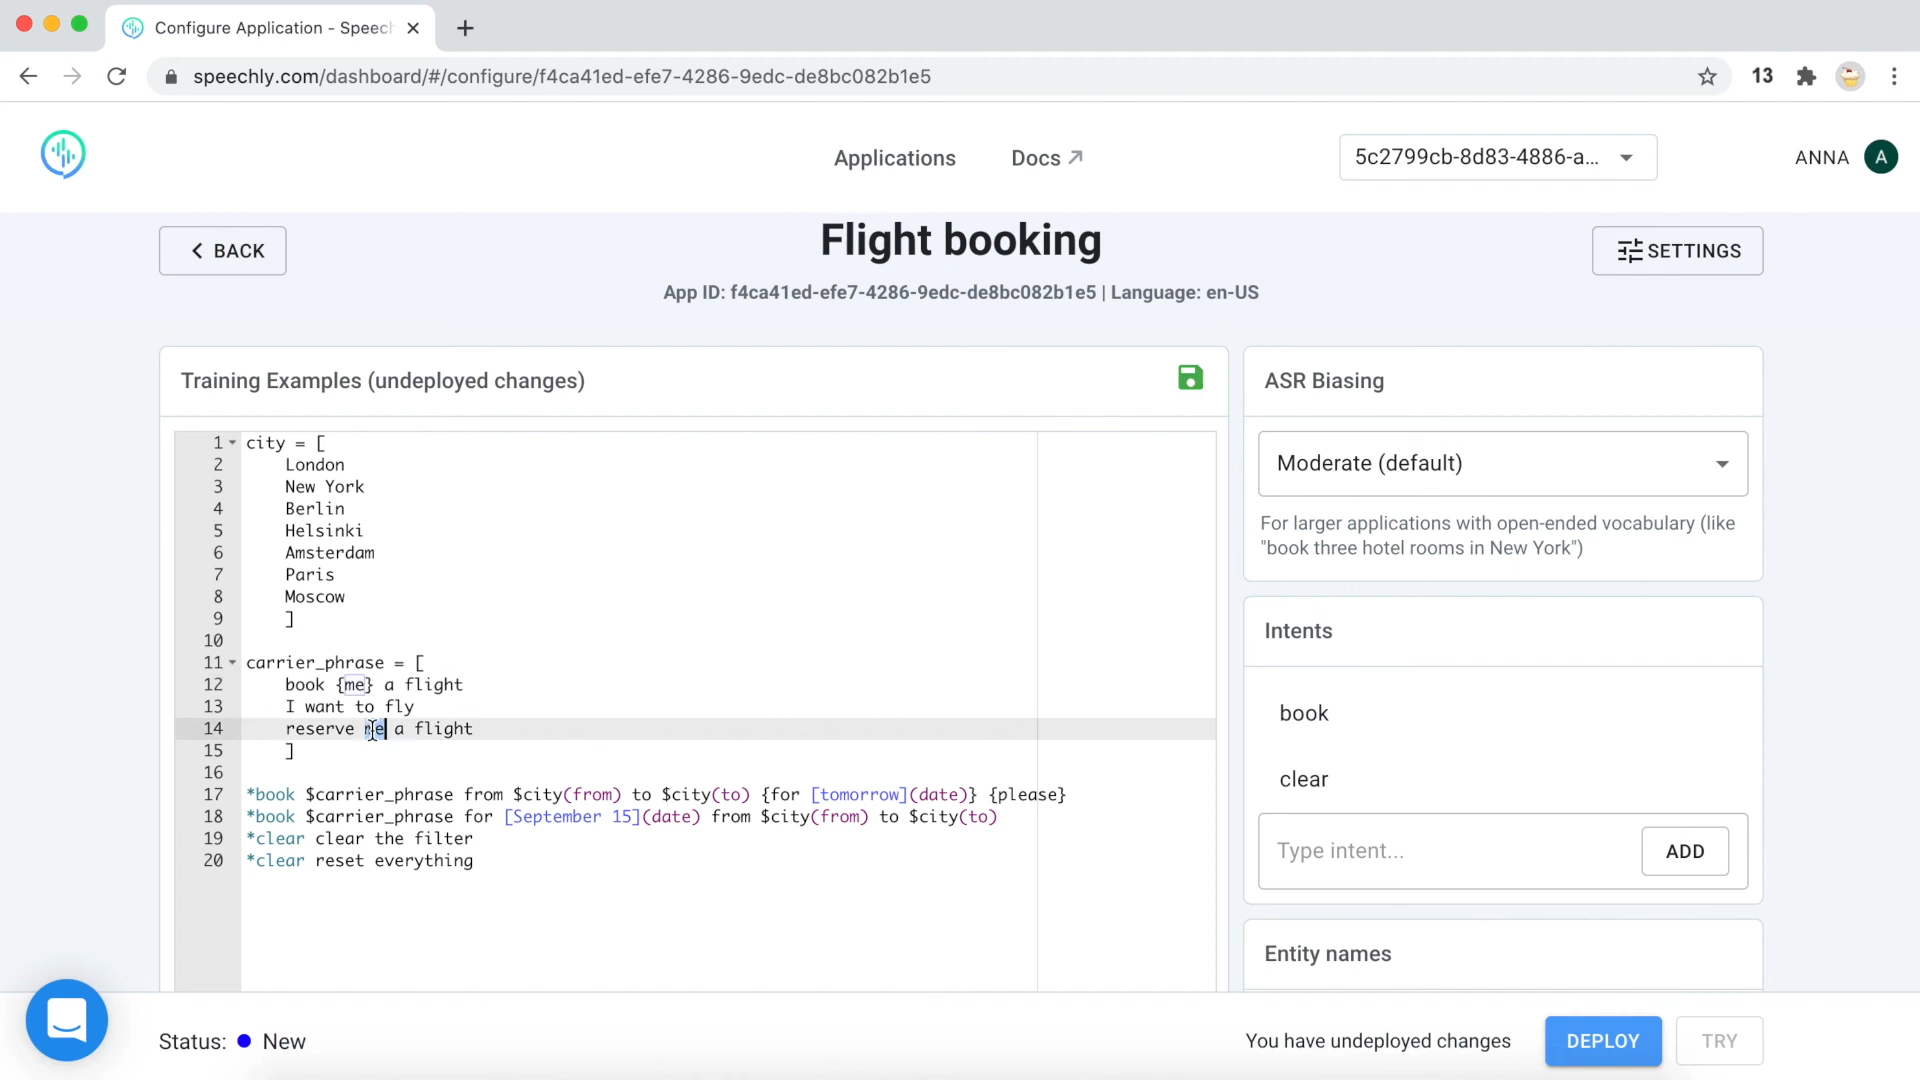 Configure Application - Speech
speechly.com/dashboard/#/configure/f4ca41ed-efe7-4286-9edc-de8bc082b1e5
13
Applications
Docs
5c2799cb-8d83-4886-a...
ANNA
A
BACK
Flight booking
SETTINGS
App ID: f4ca41ed-efe7-4286-9edc-de8bc082b1e5 | Language: en-US
Training Examples (undeployed changes)
1 city = [
2 London
3 New York
4 Berlin
5 Helsinki
6 Amsterdam
7 Paris
8 Moscow
9 ]
10
11 carrier_phrase = [
12 book {me} a flight
13 I want to fly
14 reserve me a flight
15 ]
16
17 *book $carrier_phrase from $city(from) to $city(to) {for [tomorrow](date)} {please}
18 *book $carrier_phrase for [September 15](date) from $city(from) to $city(to)
19 *clear clear the filter
20 *clear reset everything
ASR Biasing
Moderate (default)
For larger applications with open-ended vocabulary (like
"book three hotel rooms in New York")
Intents
book
clear
Type intent...
ADD
Entity names
Status: New
You have undeployed changes
DEPLOY
TRY